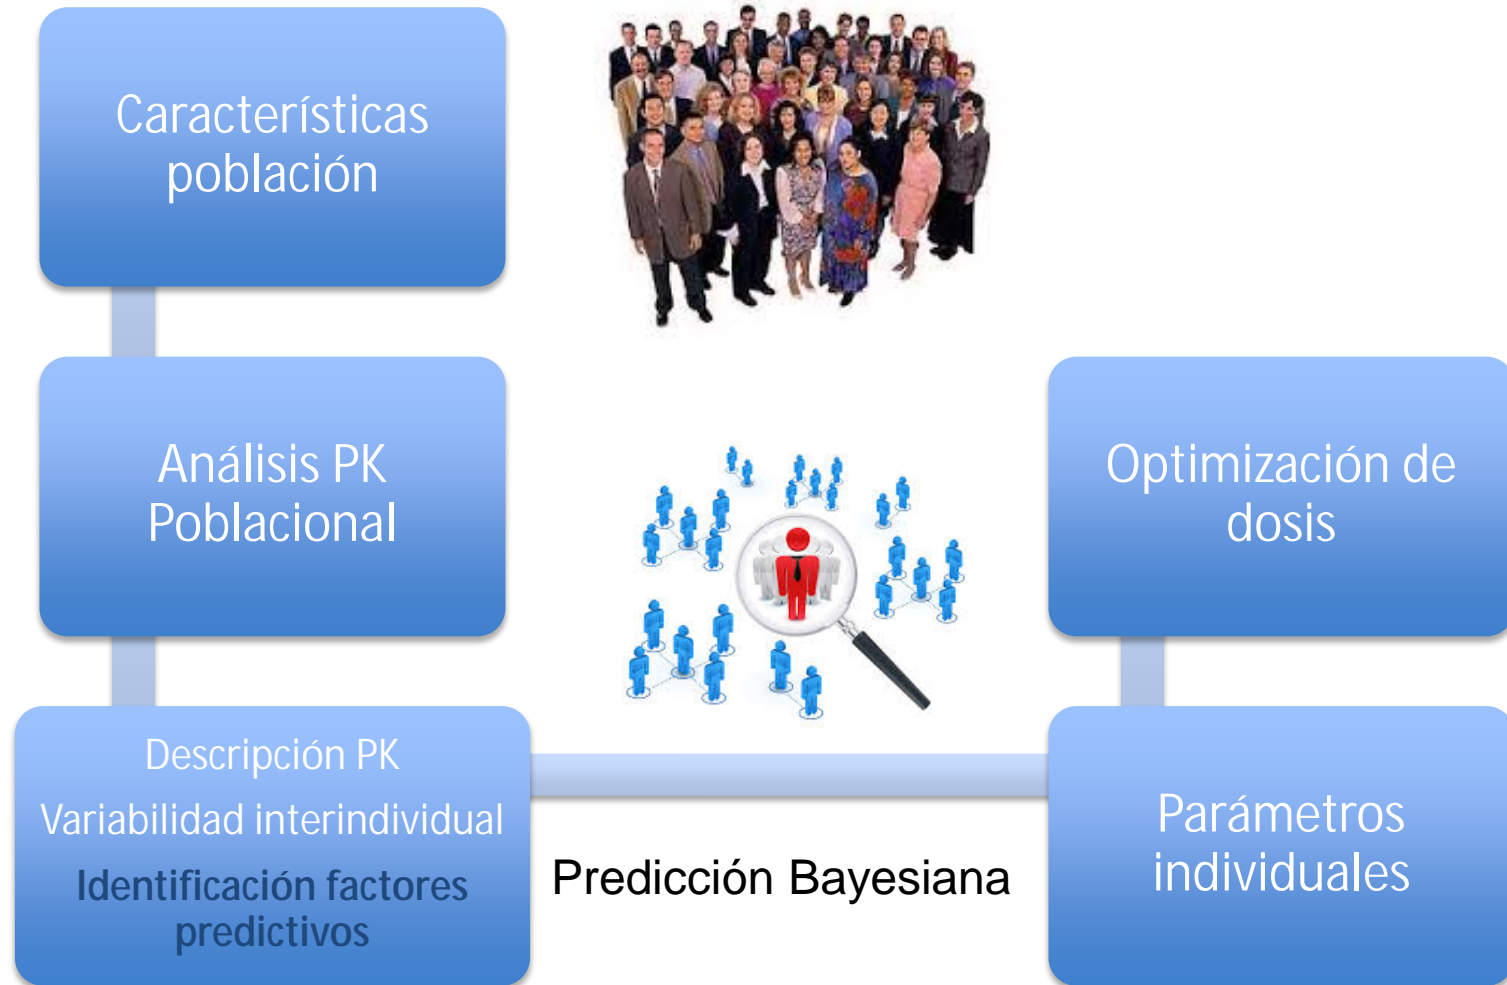 Características
población
Análisis PK
Poblacional
Descripción PK
Variabilidad interindividual
Identificación factores
predictivos
Predicción Bayesiana
Parámetros
individuales
Optimización de
dosis